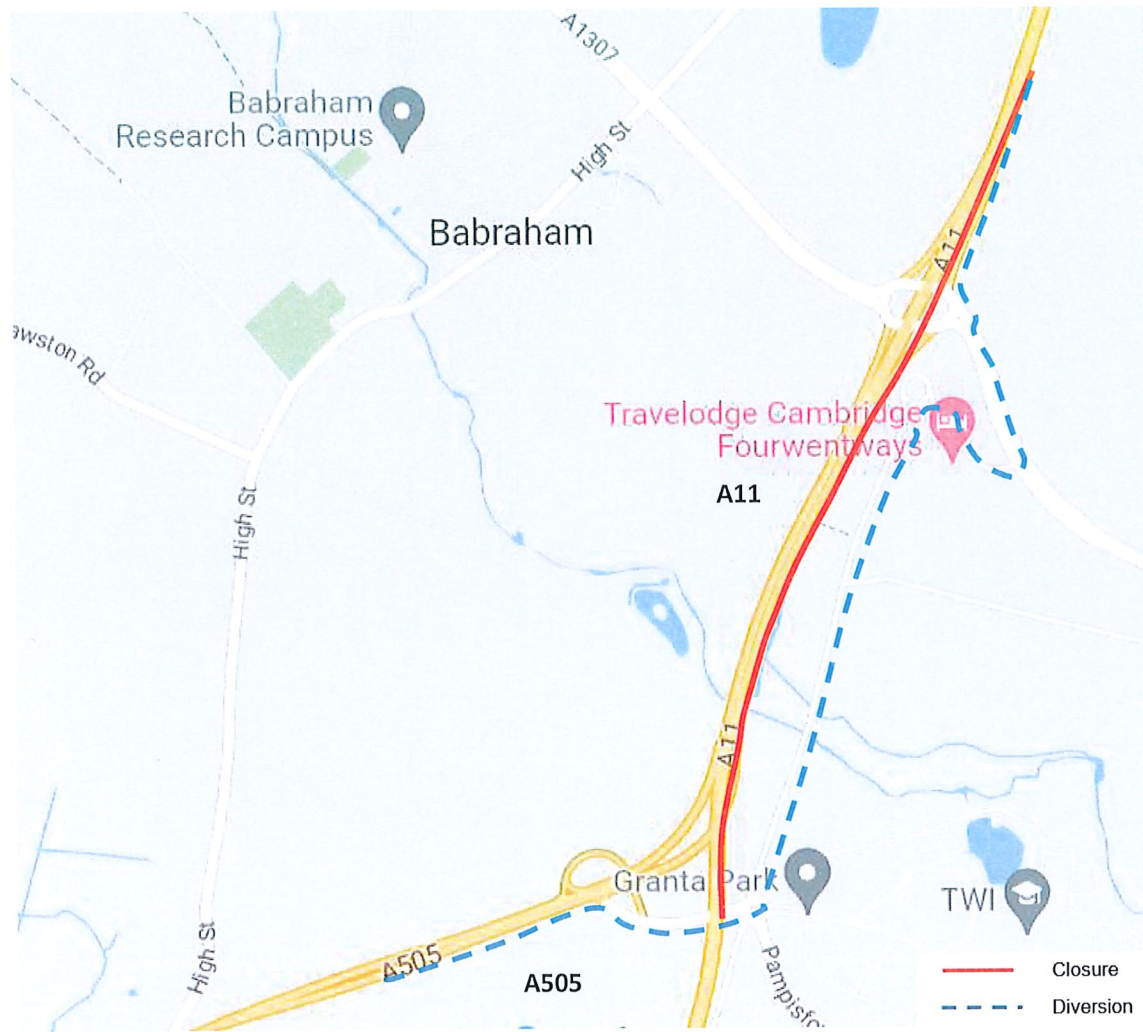 A1307
Babraham
Research Campus
High St
Babraham
A11
awston Rd
Travelodge Cambridge
Fourwentways
A11
High St
A11
Granta Park
TWI
High St
A505
A505
Pampisfo
Closure
Diversion